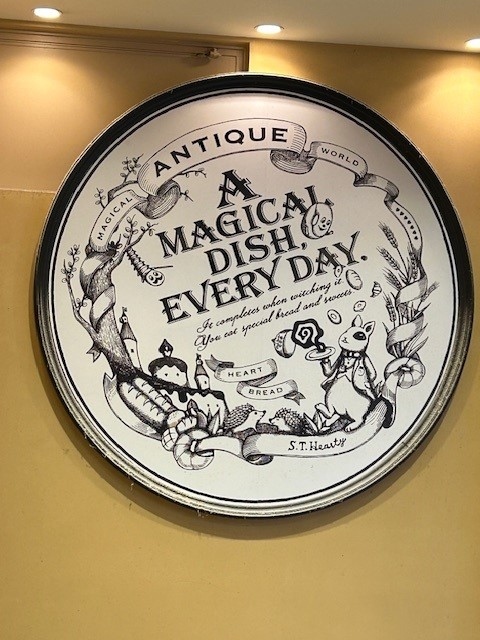 MAGICAL
ANTIQUE
WORLD
A
MAGICAL
DISH,
EVERY DAY.
It completes when witching it
You eat special bread and sweets
HEART
BREAD
S.T.Hearty